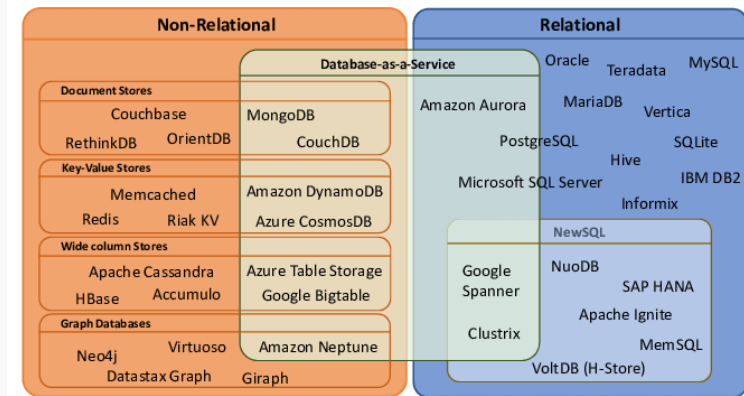 Non-Relational
Relational
Database-as-a-Service
Document Stores
Couchbase
MongoDB
RethinkDB
OrientDB
CouchDB
Key-Value Stores
Memcached
Amazon DynamoDB
Redis
Riak KV
Azure CosmosDB
Wide column Stores
Apache Cassandra
Azure Table Storage
HBase
Accumulo
Google Bigtable
Graph Databases
Neo4j
Virtuoso
Amazon Neptune
Datastax Graph
Giraph
Oracle
Teradata
MySQL
Amazon Aurora
MariaDB
Vertica
PostgreSQL
SQLite
Hive
Microsoft SQL Server
IBM DB2
Informix
NewSQL
Google
Spanner
NuoDB
SAP HANA
Apache Ignite
Clustrix
MemSQL
VoltDB (H-Store)